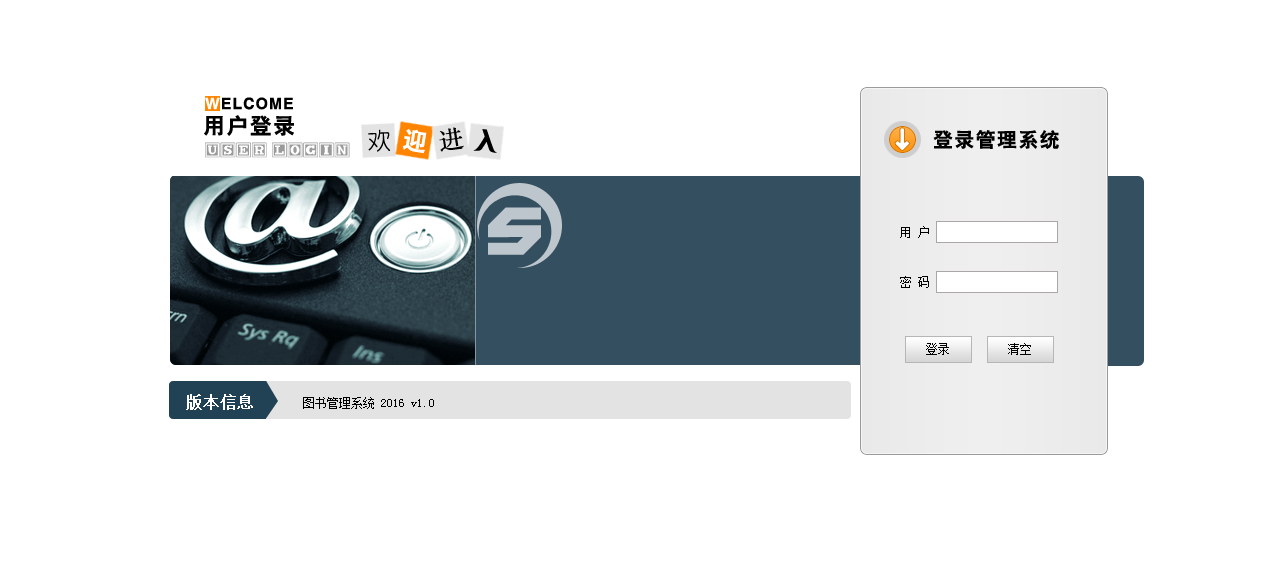 WELCOME
用户登录
USER LOGIN
欢迎进入
登录管理系统
Sys Rq
Ins
用 户
密 码
登录
清空
版本信息
图书管理系统 2016 v1.0